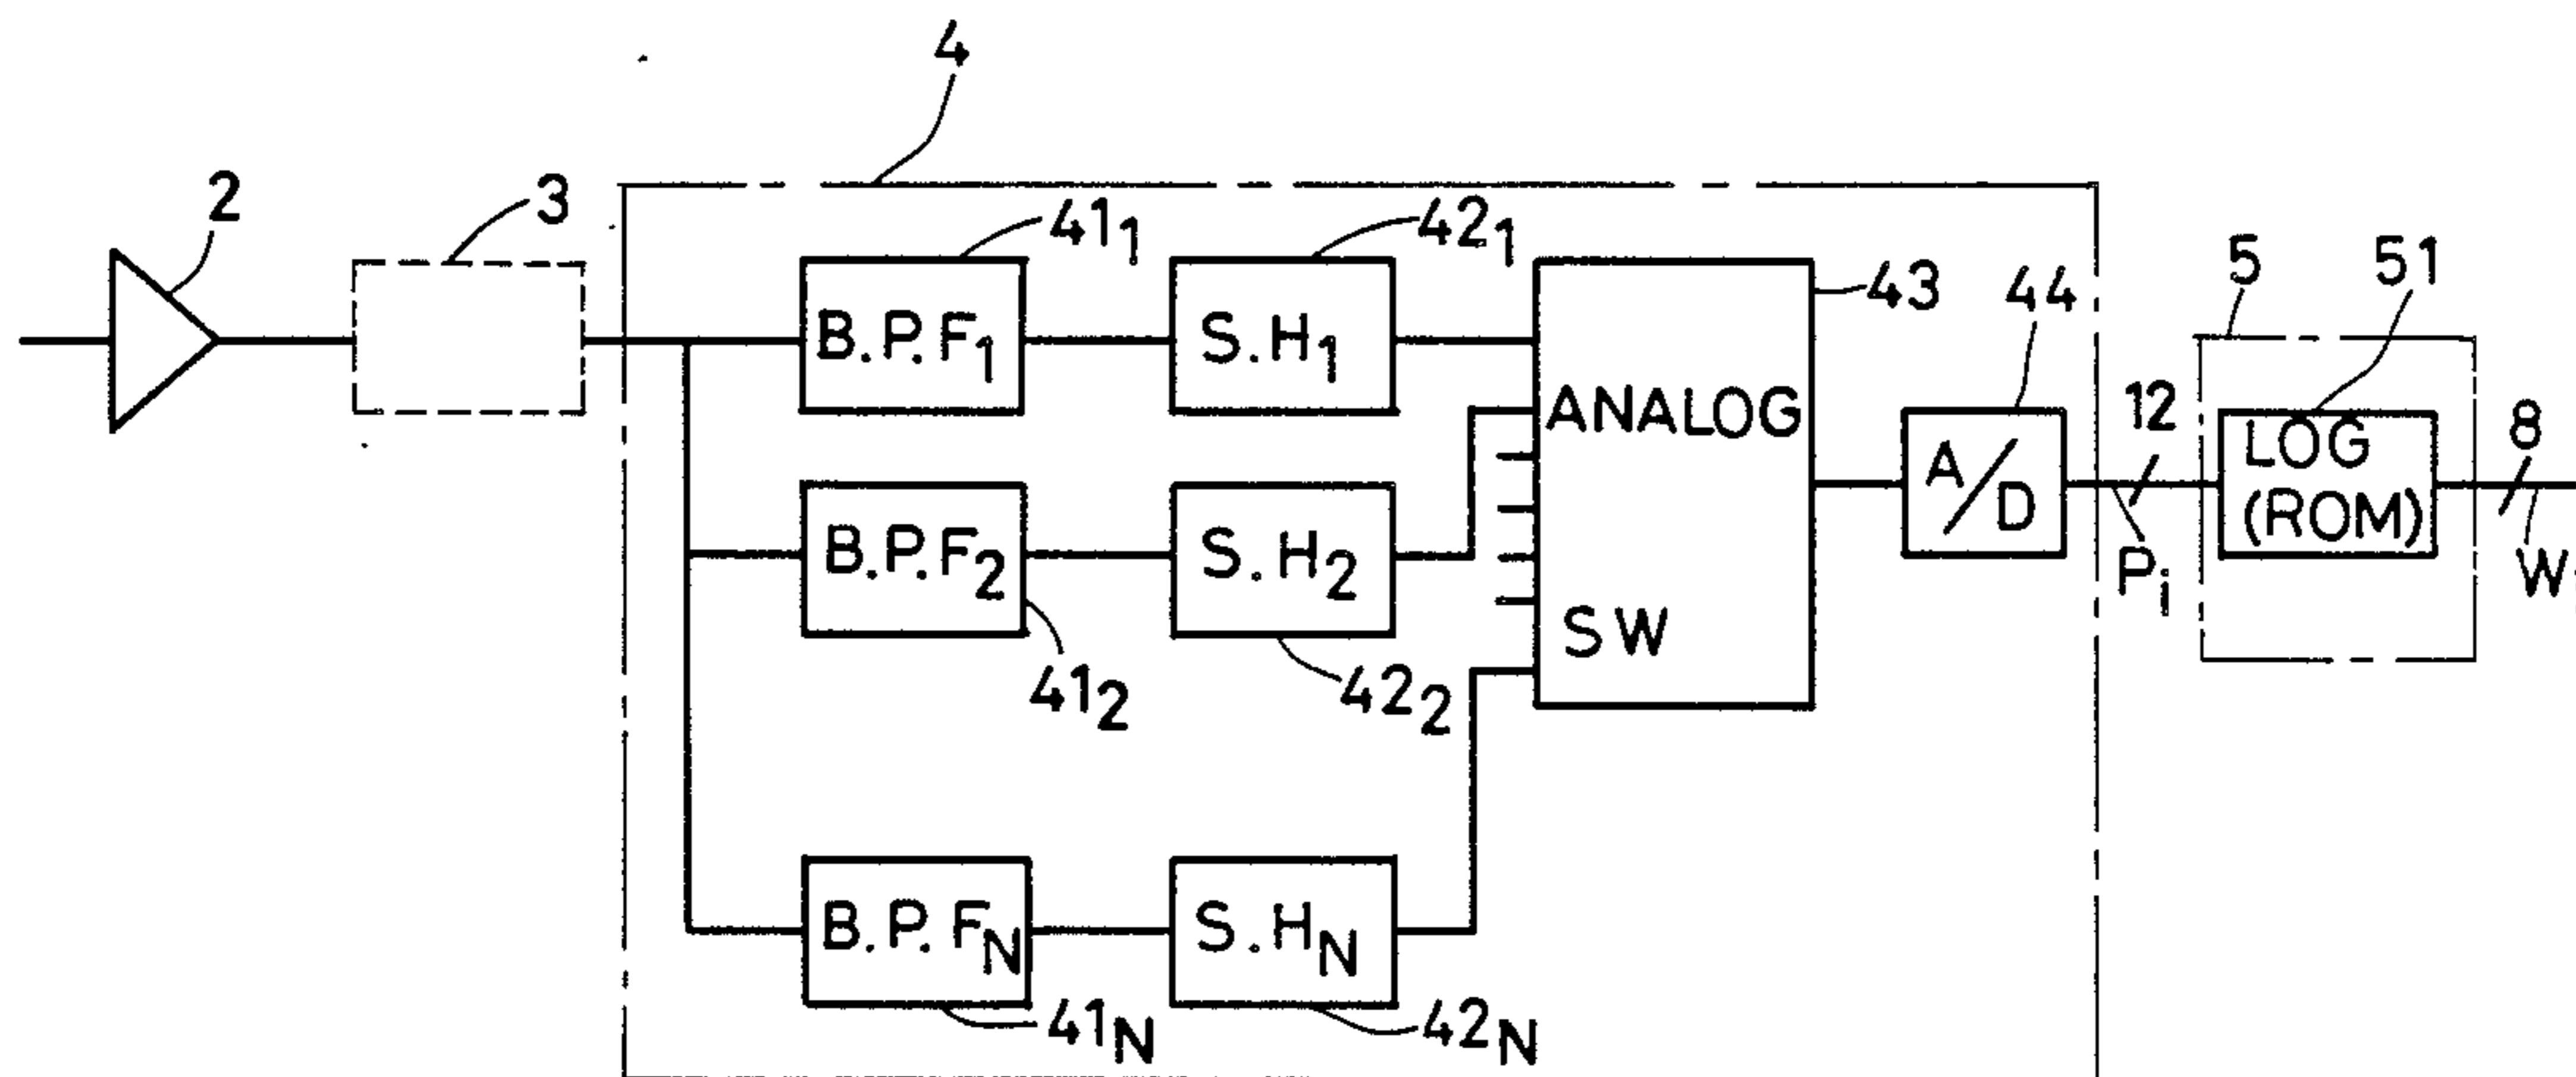 4
2
3
41₁
42₁
43
44
5
51
B.P.F₁
S.H₁
ANALOG
SW
A/D
12
LOG
(ROM)
8
Pᵢ
B.P.F₂
S.H₂
41₂
42₂
B.P.F_N
S.H_N
41_N
42_N